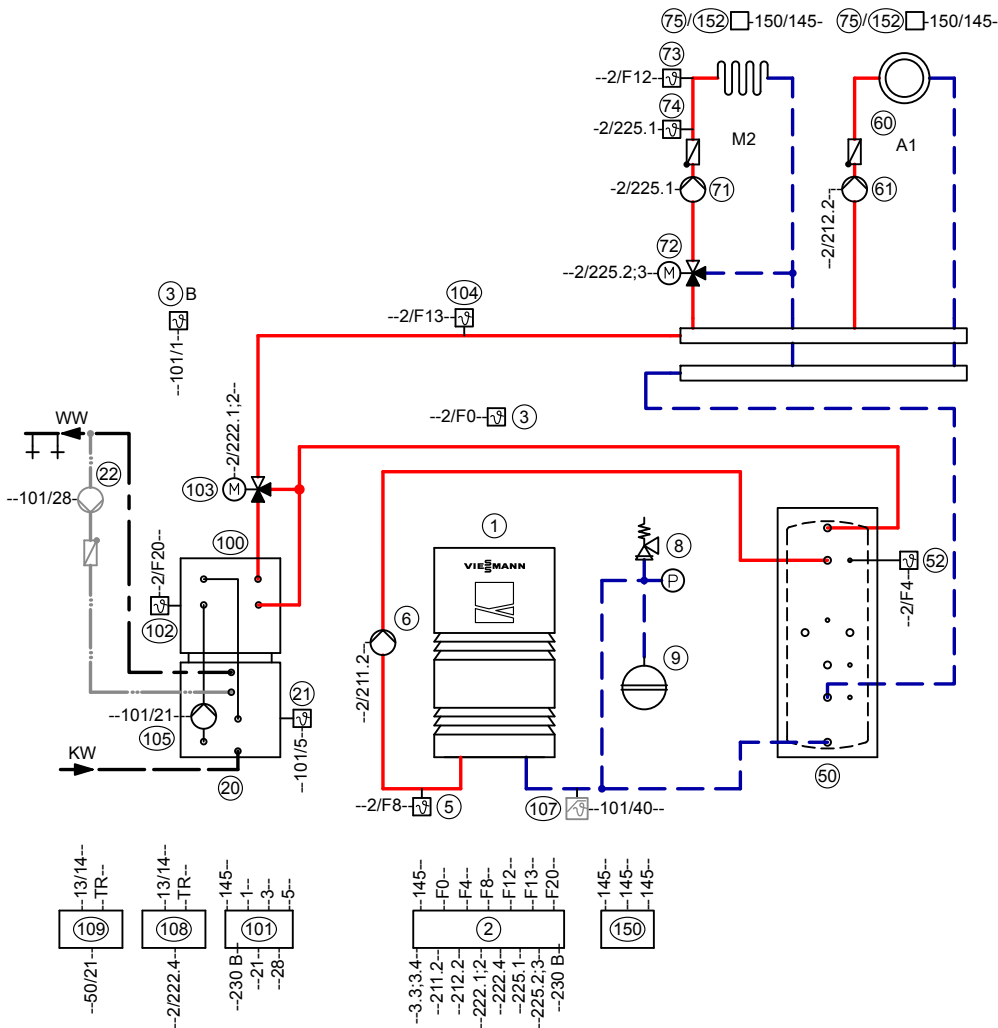 75/152 -150/145- 75/152 -150/145-
73
--2/F12--
74
-2/225.1-
60
M2 A1
-2/225.1- 71 61
--2/212.2--
72
--2/225.2;3-- M
3 B
--101/1--
104
--2/F13--
--2/222.1;2--
--2/F0-- 3
WW
22
--101/28-
103 M
1
VIESMANN
8
P
100
--2/F20--
102
52
--2/F4--
6
--2/211.2--
9
21
--101/21--
105
--101/5--
KW
20
50
--2/F8-- 5
107 --101/40--
--13/14-- TR-- --13/14-- TR-- 145-- 1-- 3-- 5-- --145-- --F0-- --F4-- --F8-- --F12-- --F13-- F20-- 145-- --145-- --145--
109 108 101 2 150
--50/21 --2/222.4 --230 B --21 --28 --3.3;3.4 --211.2 --212.2 --222.1;2 --222.4 --225.1 --225.2;3 --230 B